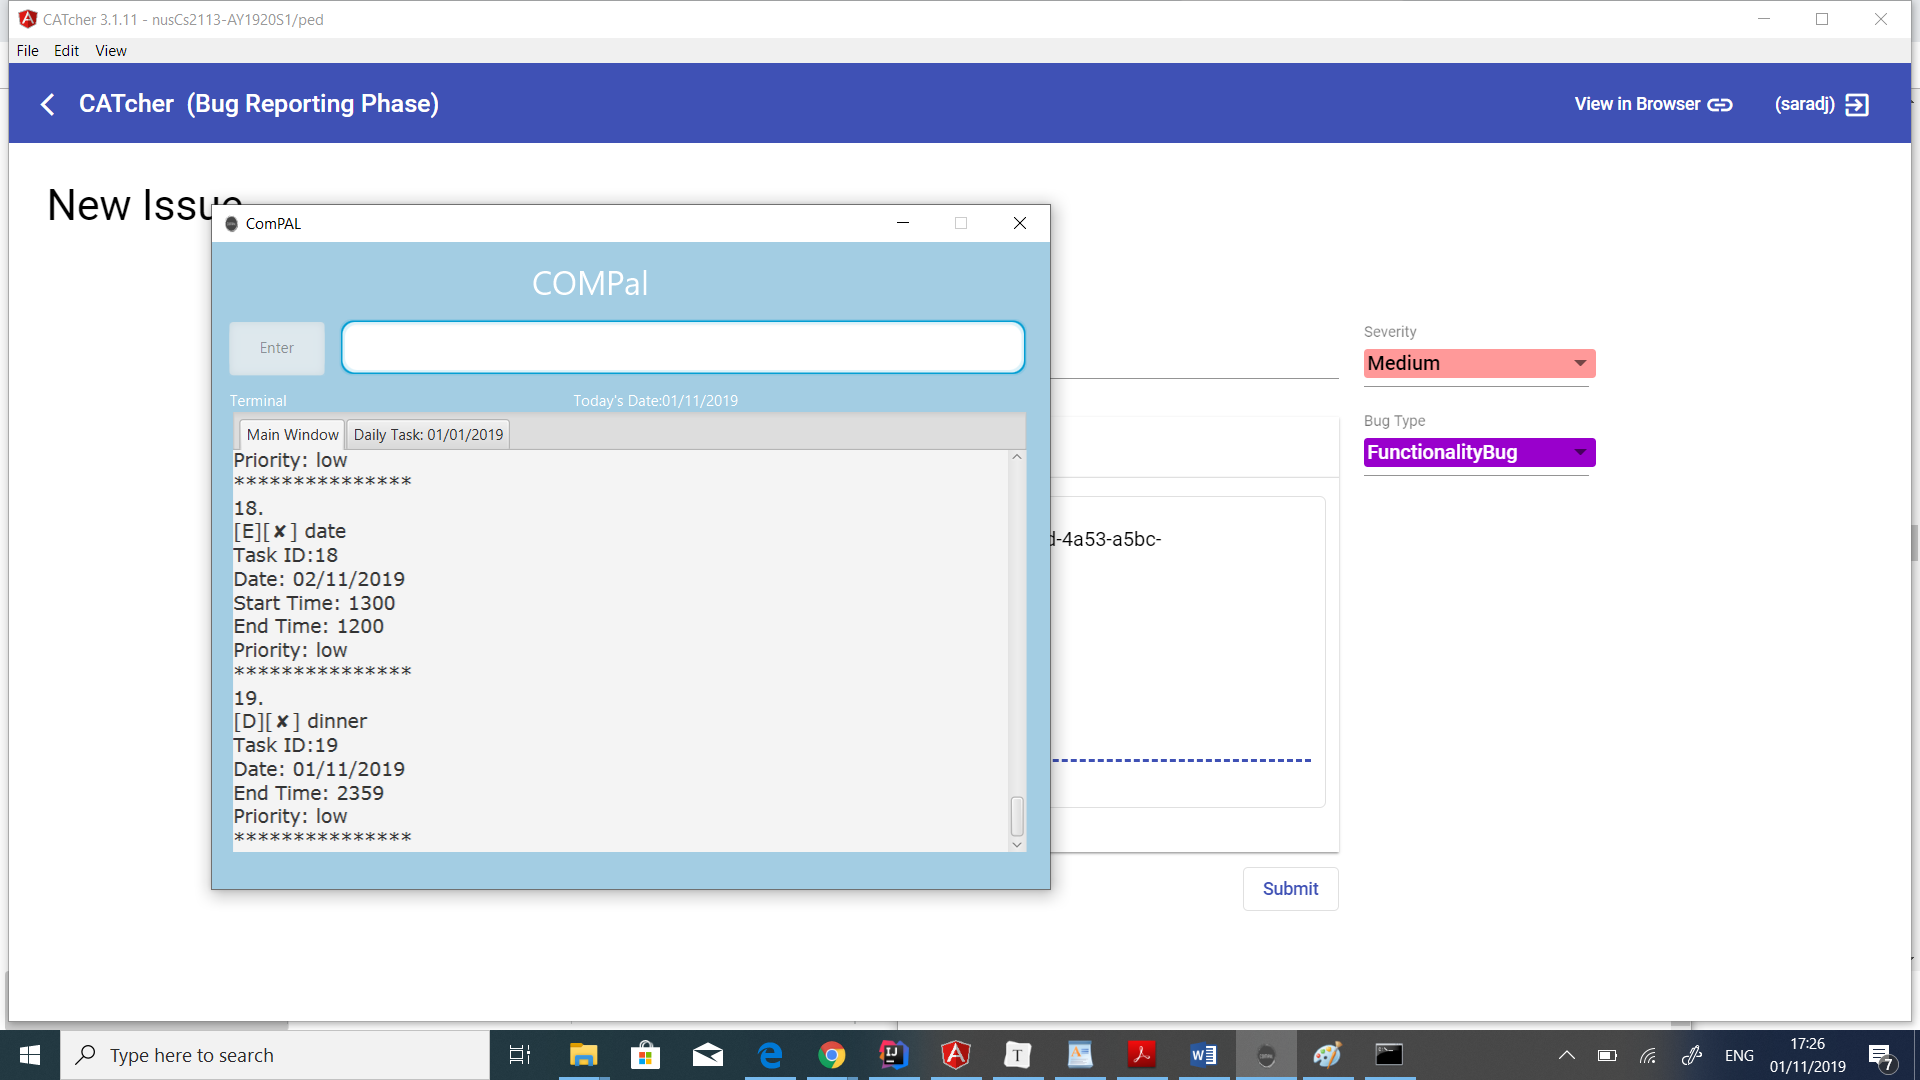 CATcher 3.1.11 - nusCs2113-AY1920S1/ped
File Edit View
CATcher (Bug Reporting Phase)
View in Browser
(saradj)
New Issue
ComPAL
COMPal
Enter
Terminal
Today's Date:01/11/2019
Main Window
Daily Task: 01/01/2019
Priority: low
***************
18.
[E][✘] date
Task ID:18
Date: 02/11/2019
Start Time: 1300
End Time: 1200
Priority: low
***************
19.
[D][✘] dinner
Task ID:19
Date: 01/11/2019
End Time: 2359
Priority: low
***************
Severity
Medium
Bug Type
FunctionalityBug
-4a53-a5bc-
Submit
Type here to search
ENG
17:26
01/11/2019
7